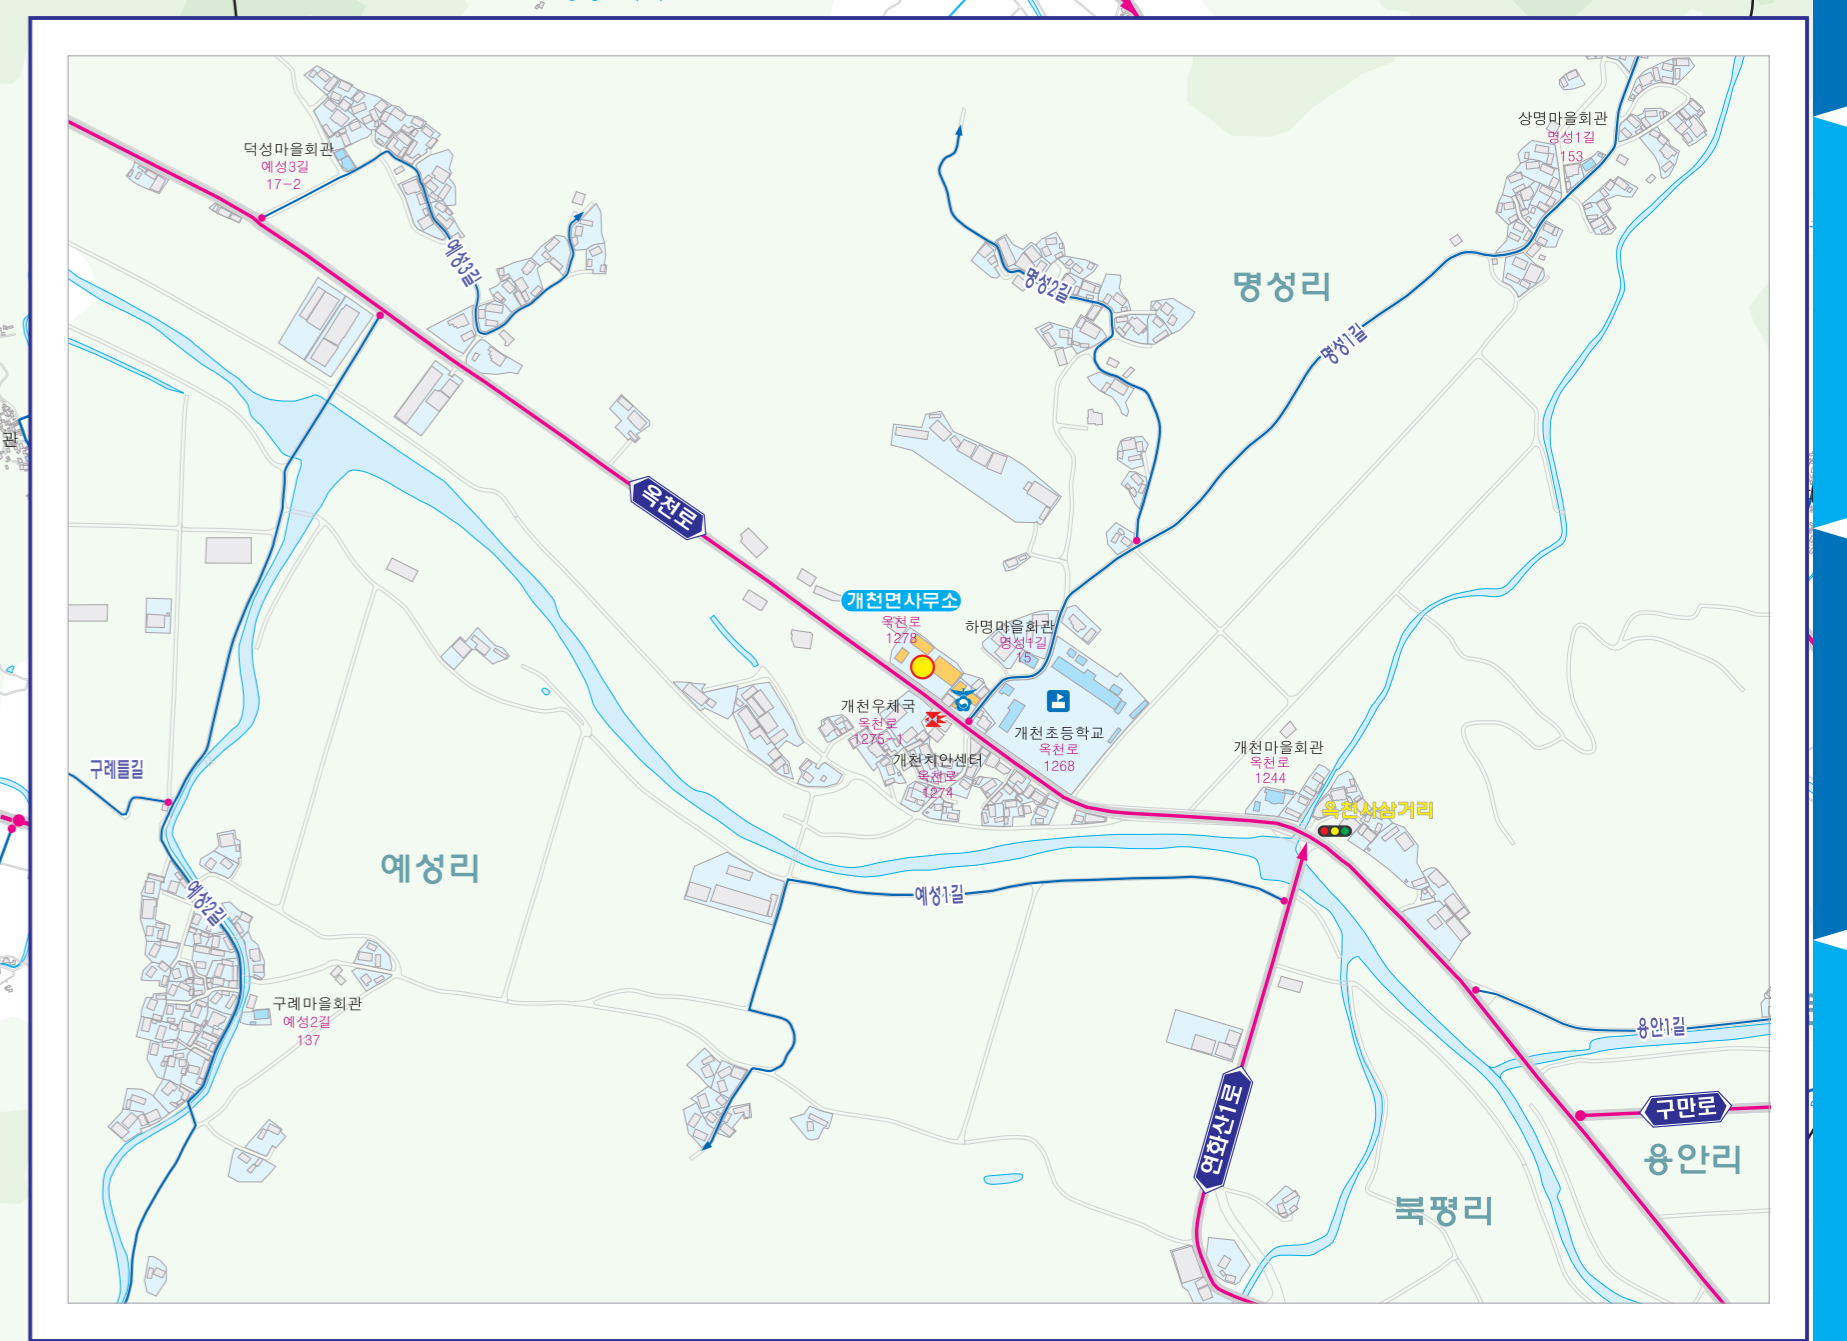 덕성마을회관
예성3길
17-2
상명마을회관
명성1길
153
예성3길
명성2길
명성리
명성1길
관
옥천로
개천면사무소
옥천로
1278
하명마을회관
명성1길
15
개천우체국
옥천로
1275-1
개천초등학교
옥천로
1268
개천치안센터
옥천로
1274
개천마을회관
옥천로
1244
옥천사삼거리
구례들길
예성리
예성2길
예성1길
구례마을회관
예성2길
137
용안1길
연화산1로
구만로
용안리
북평리